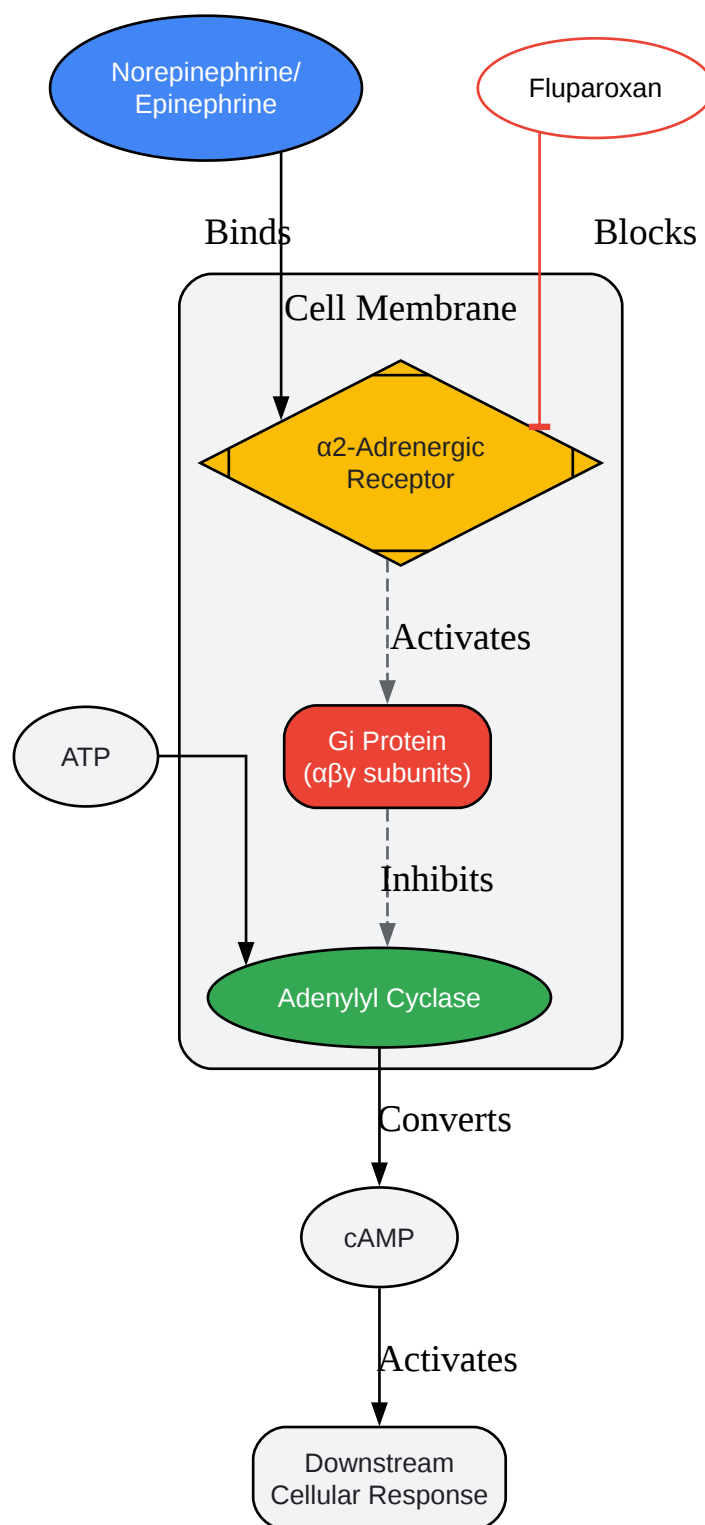 Norepinephrine/
Epinephrine
Fluparoxan
Binds
Blocks
Cell Membrane
α2-Adrenergic
Receptor
Activates
ATP
Gi Protein
(αβγ subunits)
Inhibits
Adenylyl Cyclase
Converts
cAMP
Activates
Downstream
Cellular Response